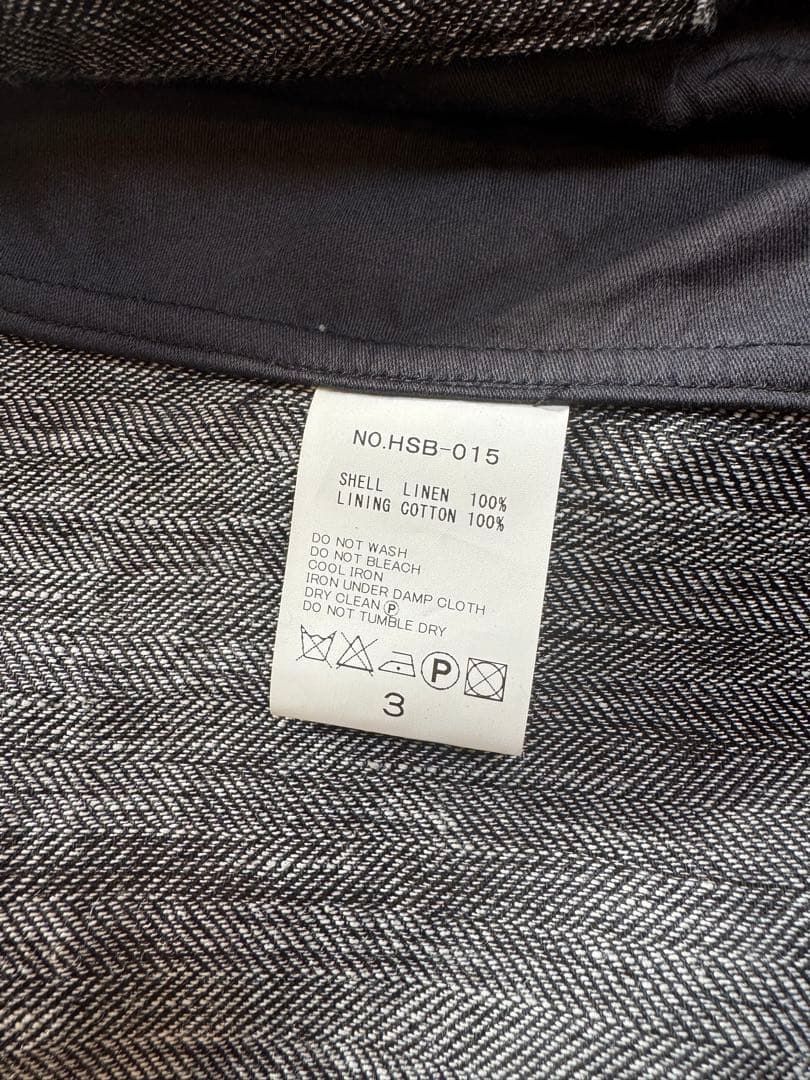 NO.HSB-015
SHELL LINEN 100%
LINING COTTON 100%
DO NOT WASH
DO NOT BLEACH
COOL IRON
IRON UNDER DAMP CLOTH
DRY CLEAN Ⓟ
DO NOT TUMBLE DRY
P
3